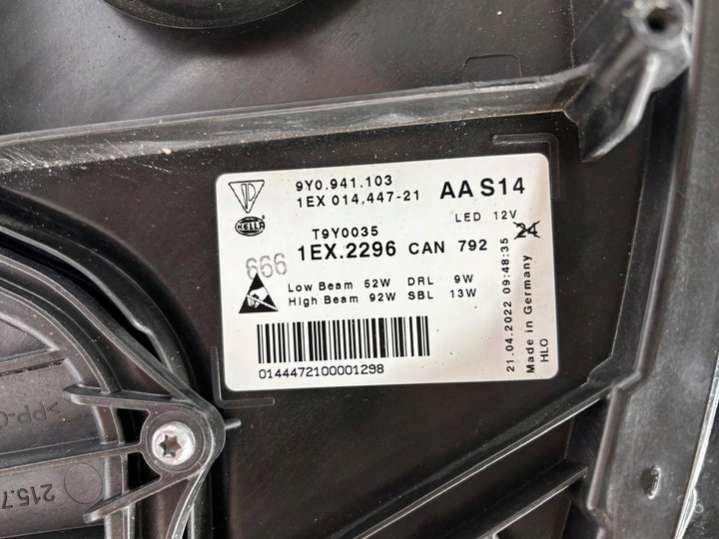 9Y0.941.103
1EX 014.447-21 AA S14
HELLA LED 12V
T9Y0035
24
1EX.2296 CAN 792
666
Low Beam 52W DRL 9W
High Beam 92W SBL 13W
0144472100001298
21.04.2022 09:48:35
Made in Germany
HLO
>PP-
215.7